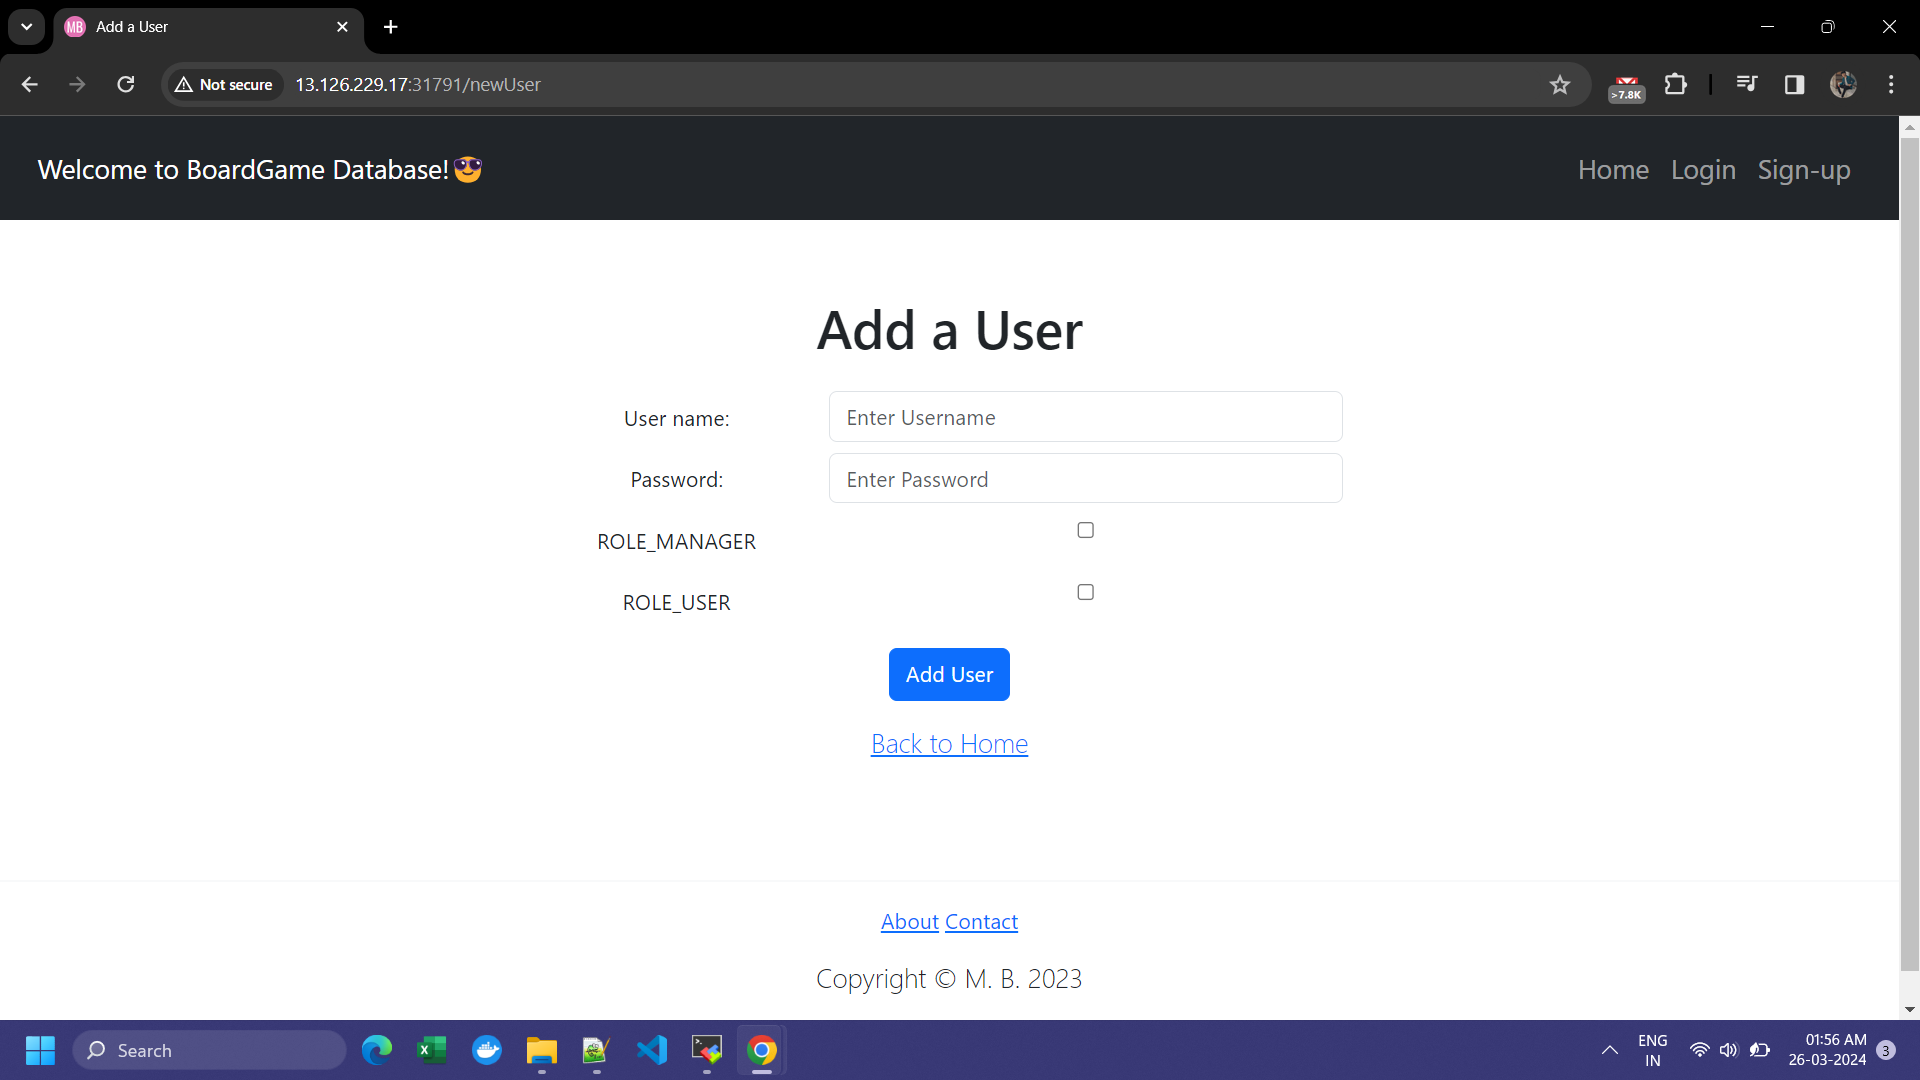 MB Add a User
Not secure 13.126.229.17:31791/newUser
>7.8K
Welcome to BoardGame Database!😎 Home Login Sign-up
Add a User
User name: Enter Username
Password: Enter Password
ROLE_MANAGER
ROLE_USER
Add User
Back to Home
About Contact
Copyright © M. B. 2023
Search
ENG
IN
01:56 AM
26-03-2024
3